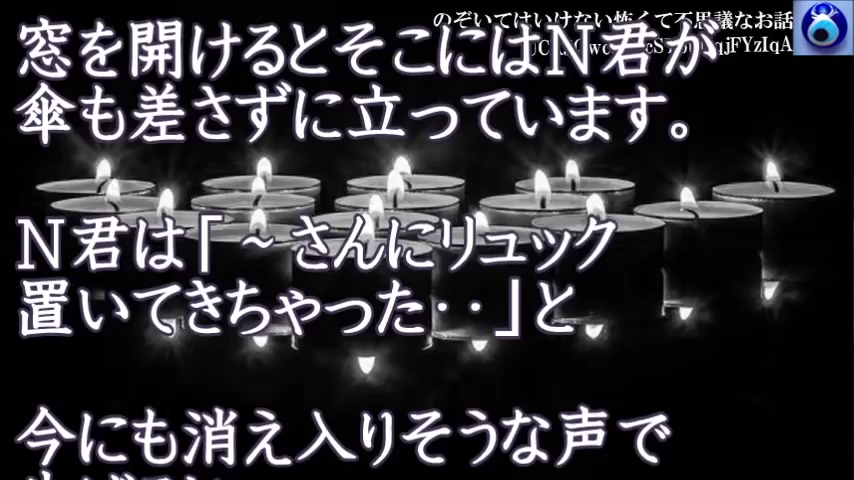 のぞいてはいけない怖くて不思議なお話
窓を開けるとそこにはN君が
傘も差さずに立っています。
N君は「~さんにリュック
置いてきちゃった‥」と
今にも消え入りそうな声で